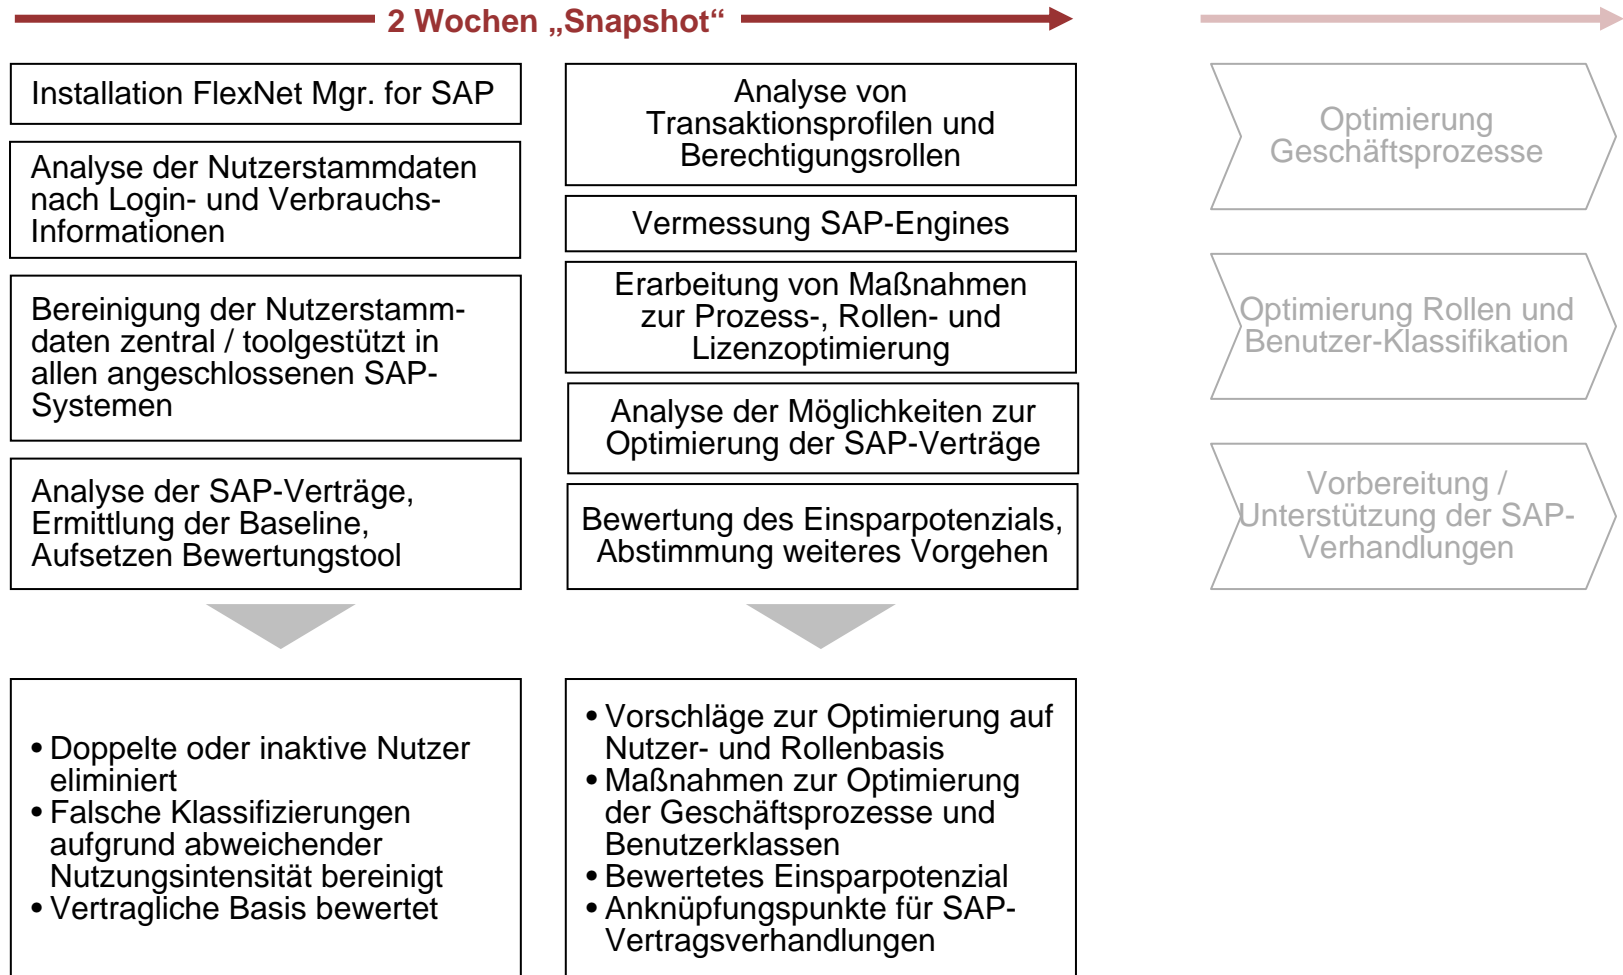 2 Wochen „Snapshot“
Installation FlexNet Mgr. for SAP
Analyse der Nutzerstammdaten
nach Login- und Verbrauchs-
Informationen
Bereinigung der Nutzerstamm-
daten zentral / toolgestützt in
allen angeschlossenen SAP-
Systemen
Analyse der SAP-Verträge,
Ermittlung der Baseline,
Aufsetzen Bewertungstool
• Doppelte oder inaktive Nutzer
eliminiert
• Falsche Klassifizierungen
aufgrund abweichender
Nutzungsintensität bereinigt
• Vertragliche Basis bewertet
Analyse von
Transaktionsprofilen und
Berechtigungsrollen
Vermessung SAP-Engines
Erarbeitung von Maßnahmen
zur Prozess-, Rollen- und
Lizenzoptimierung
Analyse der Möglichkeiten zur
Optimierung der SAP-Verträge
Bewertung des Einsparpotenzials,
Abstimmung weiteres Vorgehen
• Vorschläge zur Optimierung auf
Nutzer- und Rollenbasis
• Maßnahmen zur Optimierung
der Geschäftsprozesse und
Benutzerklassen
• Bewertetes Einsparpotenzial
• Anknüpfungspunkte für SAP-
Vertragsverhandlungen
Optimierung
Geschäftsprozesse
Optimierung Rollen und
Benutzer-Klassifikation
Vorbereitung /
Unterstützung der SAP-
Verhandlungen